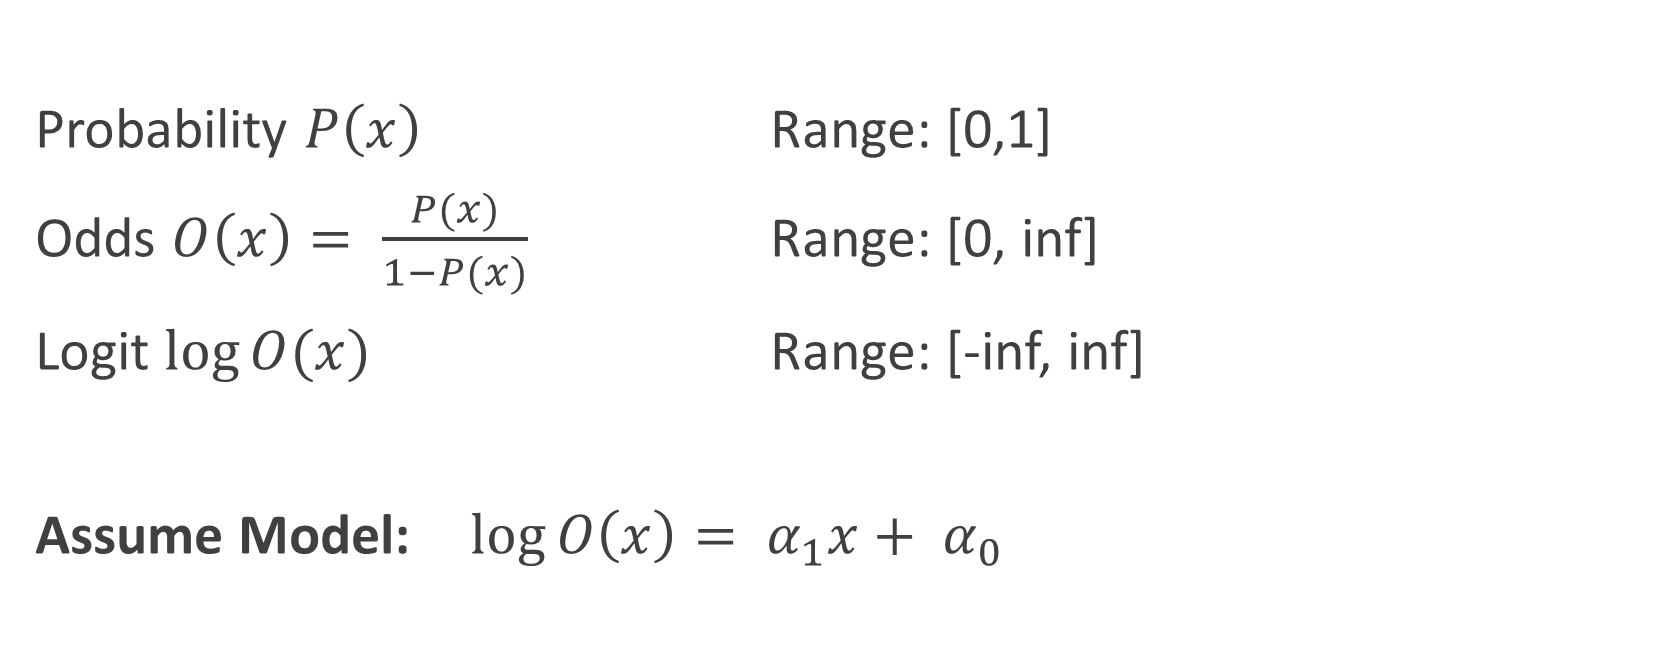 Probability P(x) Range: [0,1]
Odds O(x) = P(x)/1−P(x) Range: [0, inf]
Logit log O(x) Range: [-inf, inf]
Assume Model: log O(x) = α₁x + α₀